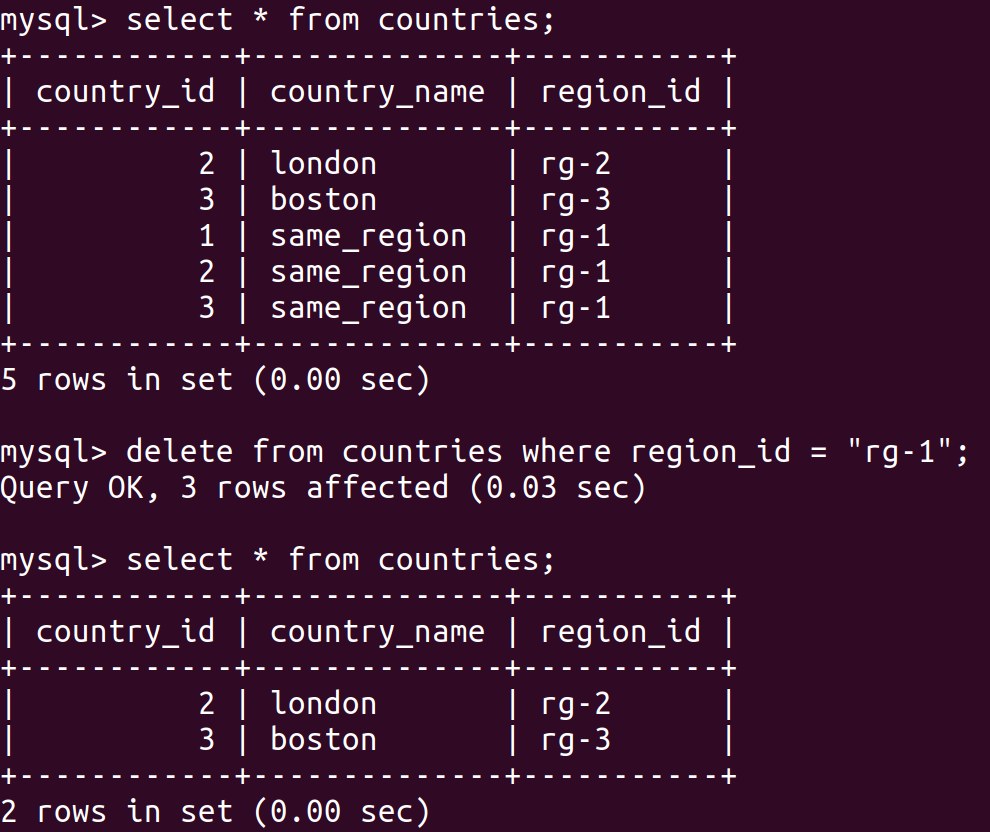 mysql> select * from countries;
+------------+--------------+-----------+
| country_id | country_name | region_id |
+------------+--------------+-----------+
|          2 | london       | rg-2      |
|          3 | boston       | rg-3      |
|          1 | same_region  | rg-1      |
|          2 | same_region  | rg-1      |
|          3 | same_region  | rg-1      |
+------------+--------------+-----------+
5 rows in set (0.00 sec)
mysql> delete from countries where region_id = "rg-1";
Query OK, 3 rows affected (0.03 sec)
mysql> select * from countries;
+------------+--------------+-----------+
| country_id | country_name | region_id |
+------------+--------------+-----------+
|          2 | london       | rg-2      |
|          3 | boston       | rg-3      |
+------------+--------------+-----------+
2 rows in set (0.00 sec)